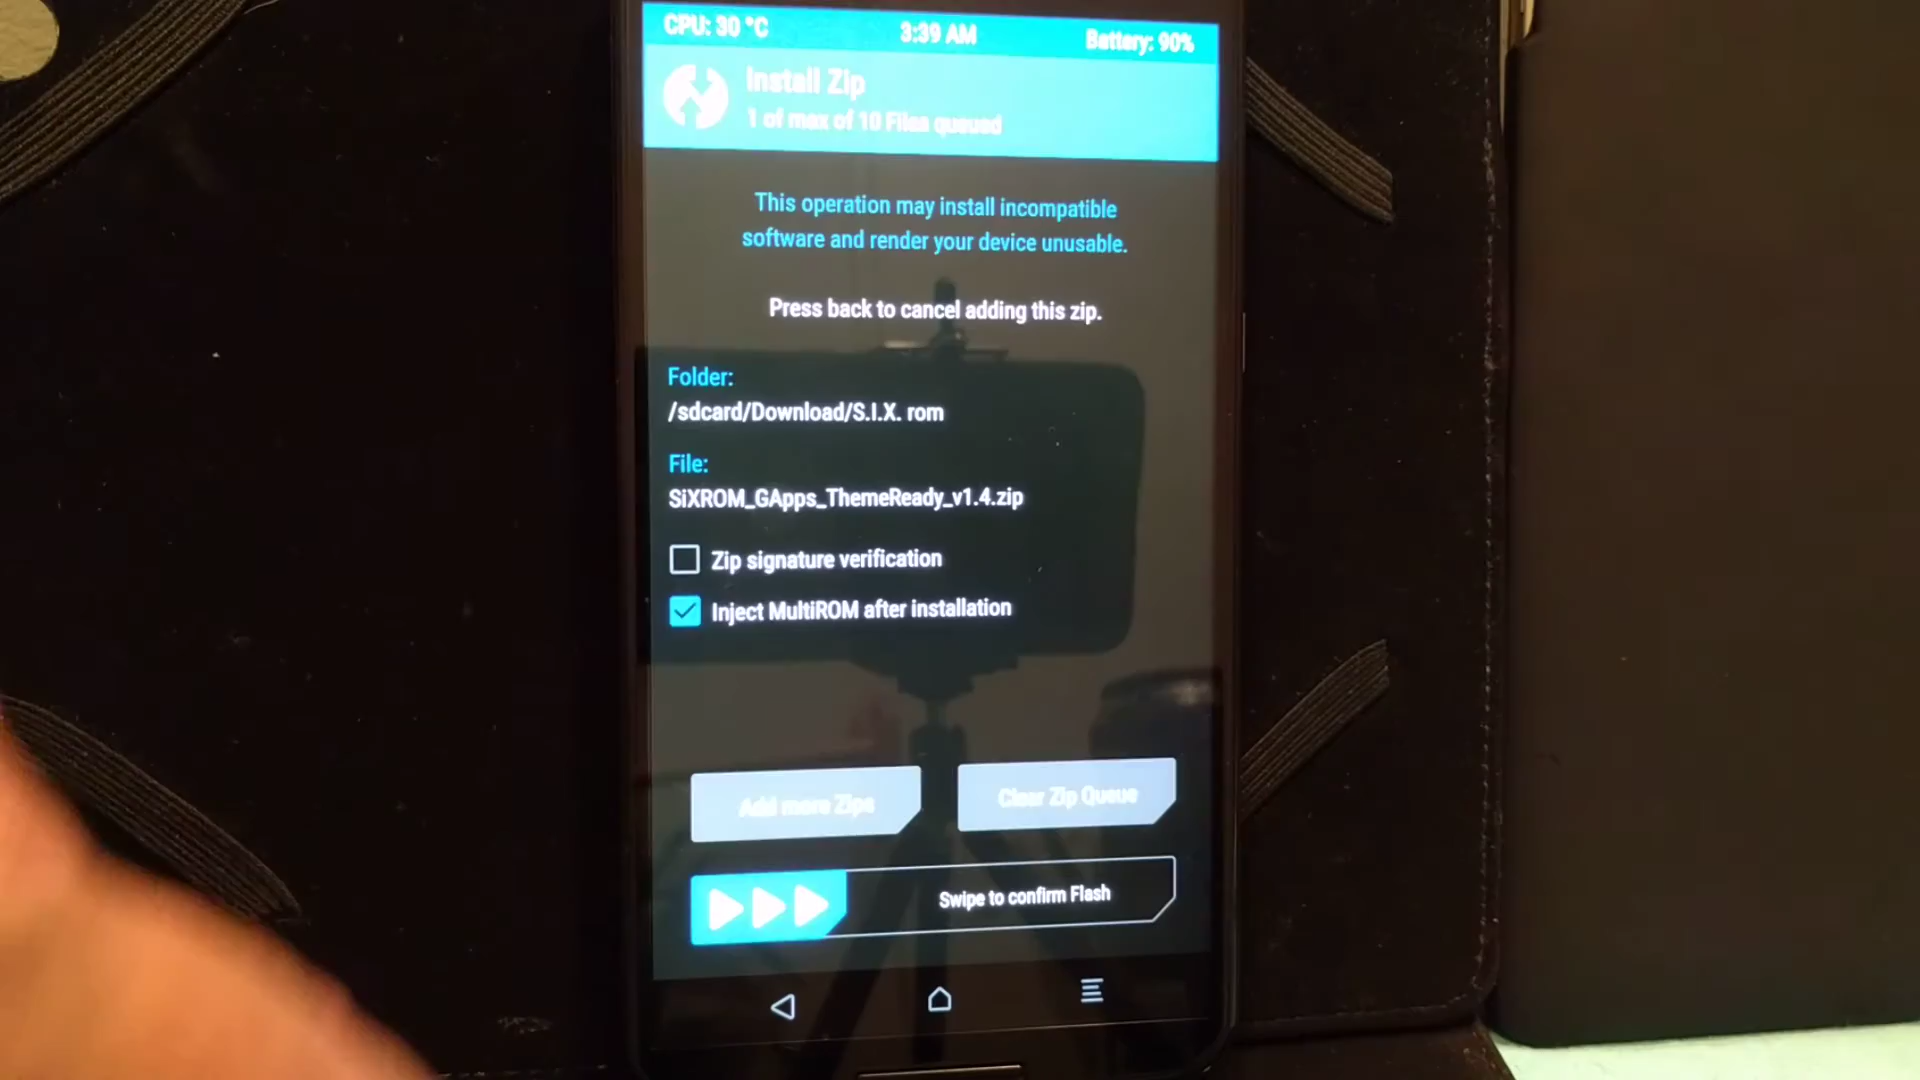 CPU: 30 °C
3:39 AM
Battery: 90%
Install Zip
1 of max of 10 Files queued
This operation may install incompatible
software and render your device unusable.
Press back to cancel adding this zip.
Folder:
/sdcard/Download/S.I.X. rom
File:
SiXROM_GApps_ThemeReady_v1.4.zip
Zip signature verification
Inject MultiROM after installation
Add more Zips
Clear Zip Queue
Swipe to confirm Flash